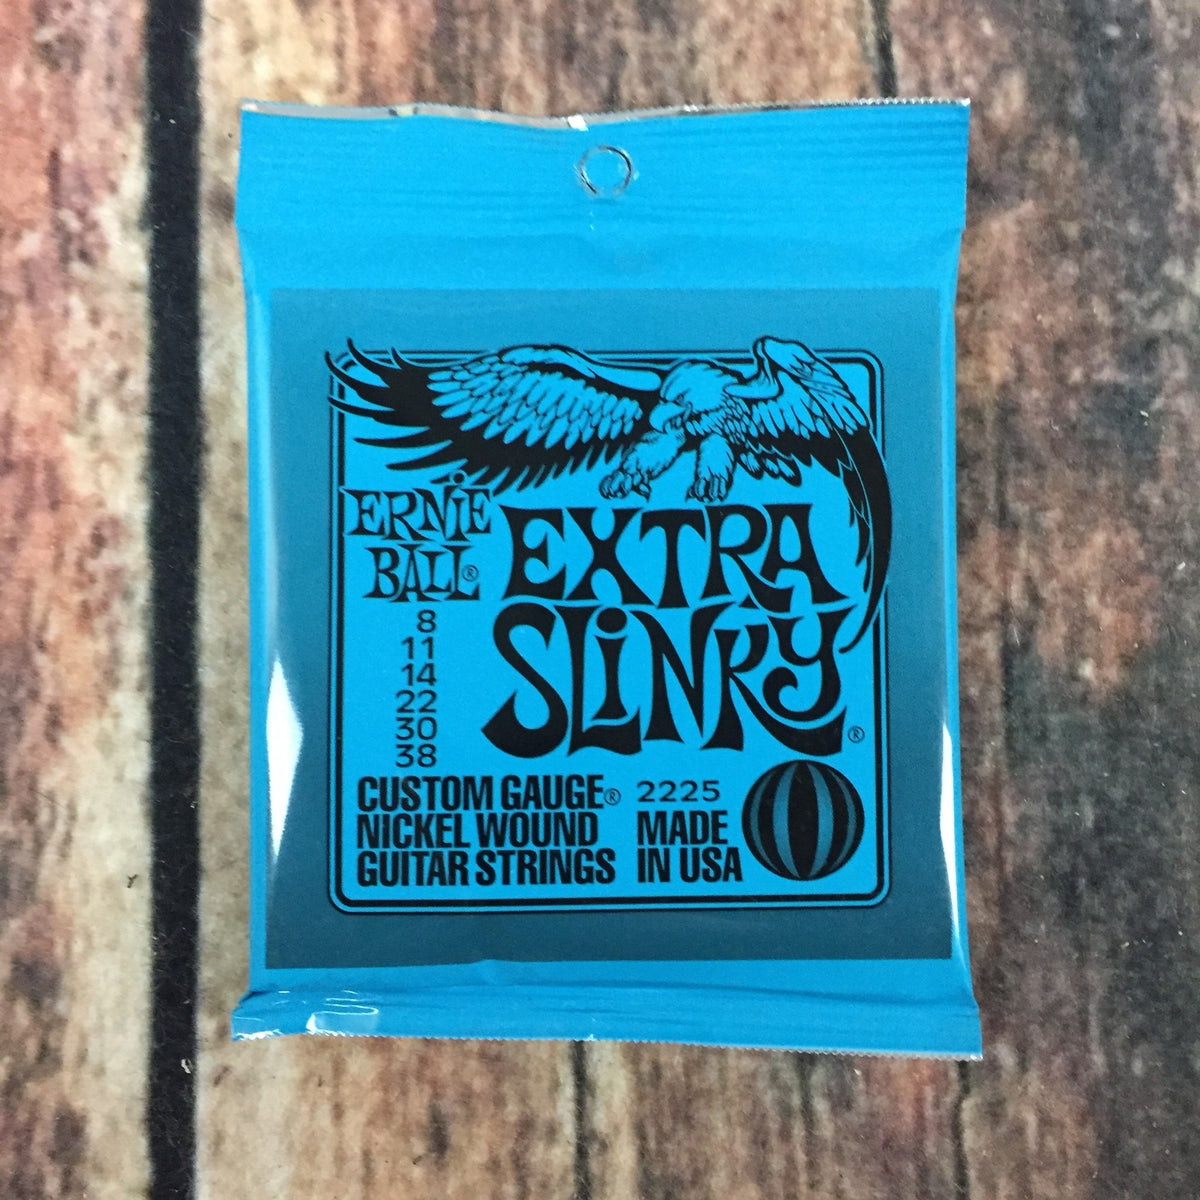 ERNIE
BALL®
EXTRA
SLINKY®
8
11
14
22
30
38
CUSTOM GAUGE®
NICKEL WOUND
GUITAR STRINGS
2225
MADE
IN USA